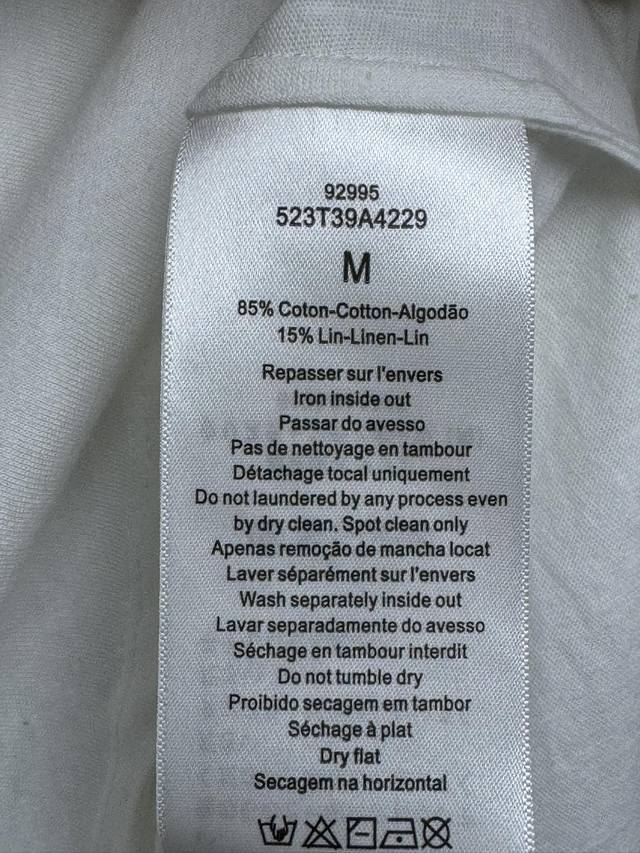 92995
523T39A4229
M
85% Coton-Cotton-Algodão
15% Lin-Linen-Lin
Repasser sur l'envers
Iron inside out
Passar do avesso
Pas de nettoyage en tambour
Détachage tocal uniquement
Do not laundered by any process even
by dry clean. Spot clean only
Apenas remoção de mancha locat
Laver séparément sur l'envers
Wash separately inside out
Lavar separadamente do avesso
Séchage en tambour interdit
Do not tumble dry
Proibido secagem em tambor
Séchage à plat
Dry flat
Secagem na horizontal